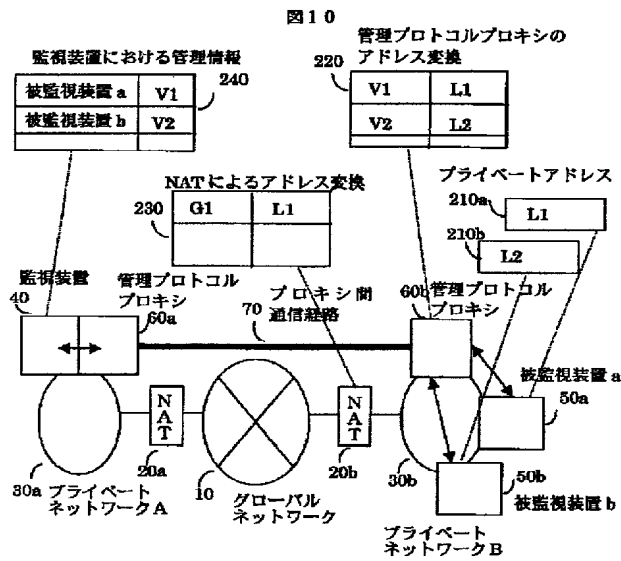 図10
監視装置における管理情報
240
被監視装置a V1
被監視装置b V2
管理プロトコルプロキシの
アドレス変換
220
V1 L1
V2 L2
NATによるアドレス変換
230
G1 L1
プライベートアドレス
210a
L1
210b
L2
監視装置
40
管理プロトコル
プロキシ
60a
プロキシ間
通信経路
70
60b
管理プロトコル
プロキシ
被監視装置a
50a
NAT
20a
NAT
20b
30a
プライベート
ネットワークA
10
グローバル
ネットワーク
30b
プライベート
ネットワークB
50b
被監視装置b